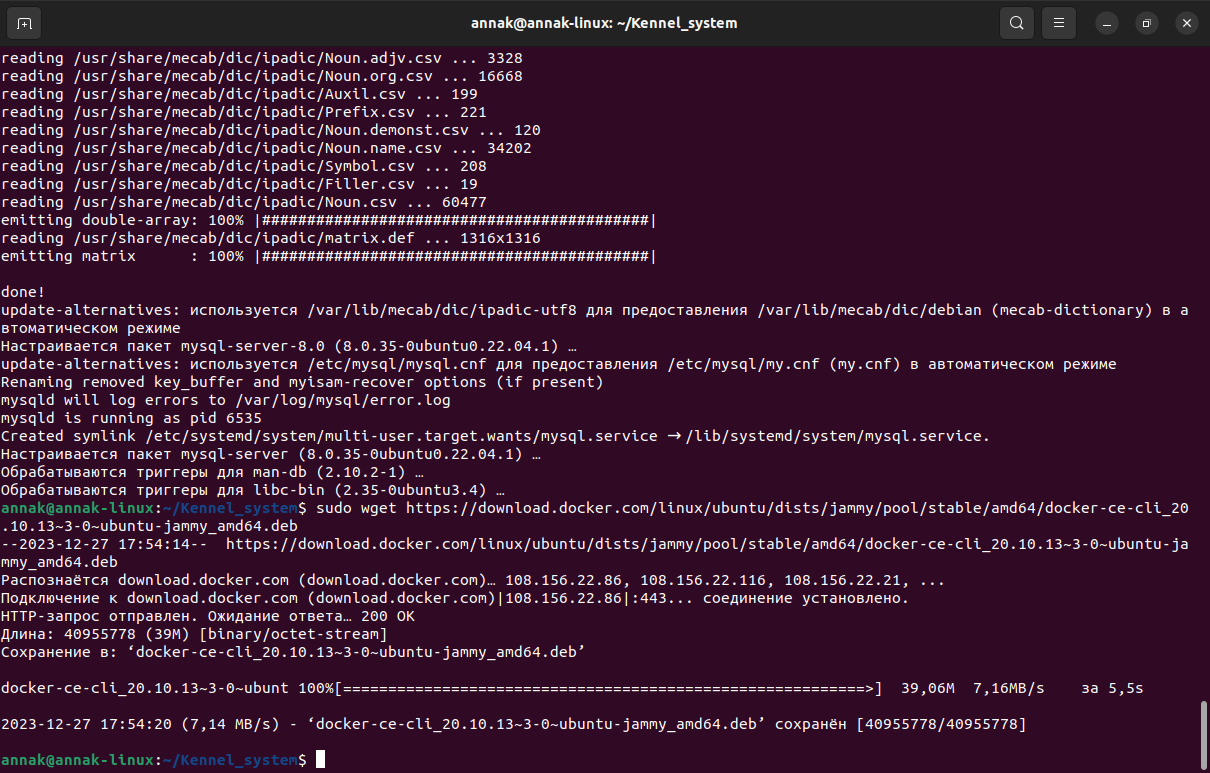 annak@annak-linux: ~/Kennel_system
reading /usr/share/mecab/dic/ipadic/Noun.adjv.csv ... 3328
reading /usr/share/mecab/dic/ipadic/Noun.org.csv ... 16668
reading /usr/share/mecab/dic/ipadic/Auxil.csv ... 199
reading /usr/share/mecab/dic/ipadic/Prefix.csv ... 221
reading /usr/share/mecab/dic/ipadic/Noun.demonst.csv ... 120
reading /usr/share/mecab/dic/ipadic/Noun.name.csv ... 34202
reading /usr/share/mecab/dic/ipadic/Symbol.csv ... 208
reading /usr/share/mecab/dic/ipadic/Filler.csv ... 19
reading /usr/share/mecab/dic/ipadic/Noun.csv ... 60477
emitting double-array: 100% |###########################################|
reading /usr/share/mecab/dic/ipadic/matrix.def ... 1316x1316
emitting matrix      : 100% |###########################################|
done!
update-alternatives: используется /var/lib/mecab/dic/ipadic-utf8 для предоставления /var/lib/mecab/dic/debian (mecab-dictionary) в а
втоматическом режиме
Настраивается пакет mysql-server-8.0 (8.0.35-0ubuntu0.22.04.1) …
update-alternatives: используется /etc/mysql/mysql.cnf для предоставления /etc/mysql/my.cnf (my.cnf) в автоматическом режиме
Renaming removed key_buffer and myisam-recover options (if present)
mysqld will log errors to /var/log/mysql/error.log
mysqld is running as pid 6535
Created symlink /etc/systemd/system/multi-user.target.wants/mysql.service → /lib/systemd/system/mysql.service.
Настраивается пакет mysql-server (8.0.35-0ubuntu0.22.04.1) …
Обрабатываются триггеры для man-db (2.10.2-1) …
Обрабатываются триггеры для libc-bin (2.35-0ubuntu3.4) …
annak@annak-linux:~/Kennel_system$ sudo wget https://download.docker.com/linux/ubuntu/dists/jammy/pool/stable/amd64/docker-ce-cli_20
.10.13~3-0~ubuntu-jammy_amd64.deb
--2023-12-27 17:54:14--  https://download.docker.com/linux/ubuntu/dists/jammy/pool/stable/amd64/docker-ce-cli_20.10.13~3-0~ubuntu-ja
mmy_amd64.deb
Распознаётся download.docker.com (download.docker.com)… 108.156.22.86, 108.156.22.116, 108.156.22.21, ...
Подключение к download.docker.com (download.docker.com)|108.156.22.86|:443... соединение установлено.
HTTP-запрос отправлен. Ожидание ответа… 200 OK
Длина: 40955778 (39M) [binary/octet-stream]
Сохранение в: ‘docker-ce-cli_20.10.13~3-0~ubuntu-jammy_amd64.deb’
docker-ce-cli_20.10.13~3-0~ubunt 100%[==========================================================>]  39,06M  7,16MB/s    за 5,5s
2023-12-27 17:54:20 (7,14 MB/s) - ‘docker-ce-cli_20.10.13~3-0~ubuntu-jammy_amd64.deb’ сохранён [40955778/40955778]
annak@annak-linux:~/Kennel_system$